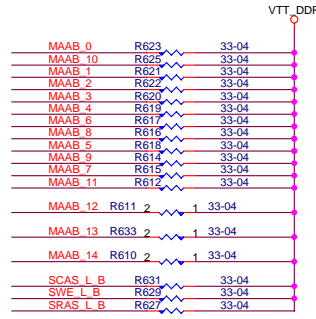 VTT_DDR
MAAB_0 R623 33-04
MAAB_10 R625 33-04
MAAB_1 R621 33-04
MAAB_2 R622 33-04
MAAB_3 R620 33-04
MAAB_4 R619 33-04
MAAB_6 R617 33-04
MAAB_8 R616 33-04
MAAB_5 R618 33-04
MAAB_9 R614 33-04
MAAB_7 R615 33-04
MAAB_11 R612 33-04
MAAB_12 R611 2 1 33-04
MAAB_13 R633 2 1 33-04
MAAB_14 R610 2 1 33-04
SCAS_L_B R631 33-04
SWE_L_B R629 33-04
SRAS_L_B R627 33-04